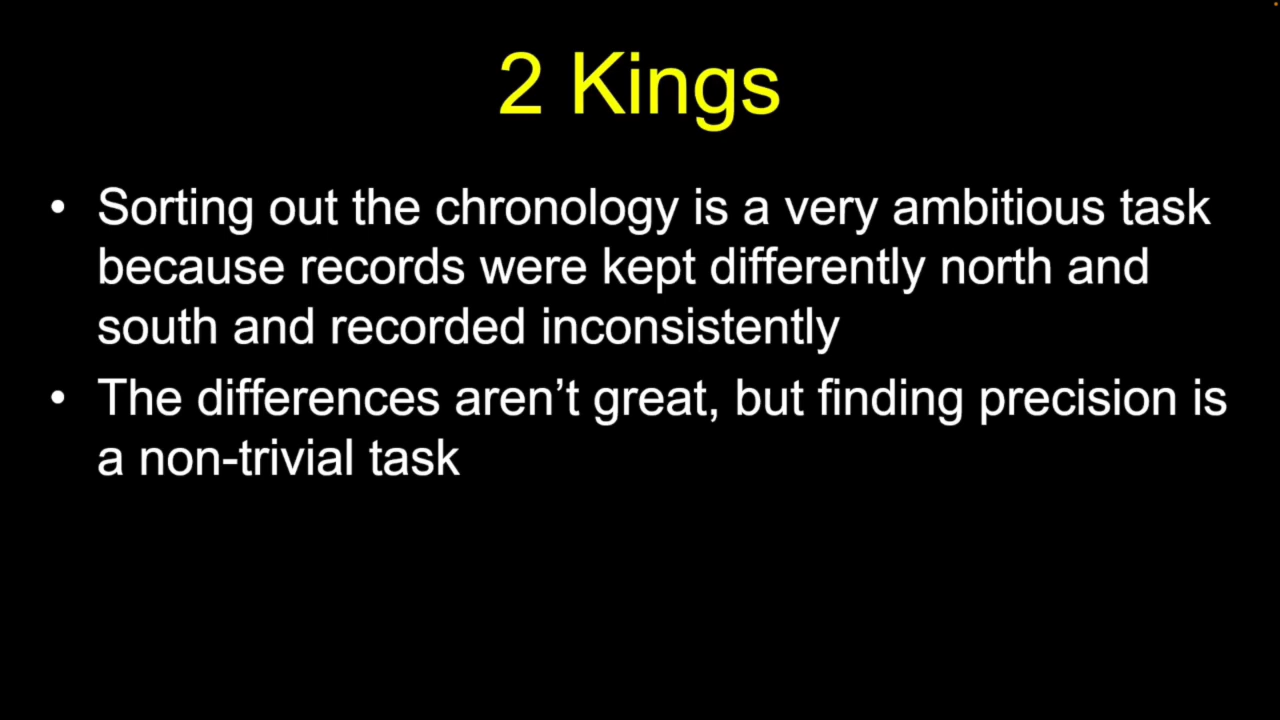 2 Kings
• Sorting out the chronology is a very ambitious task
because records were kept differently north and
south and recorded inconsistently
• The differences aren’t great, but finding precision is
a non-trivial task